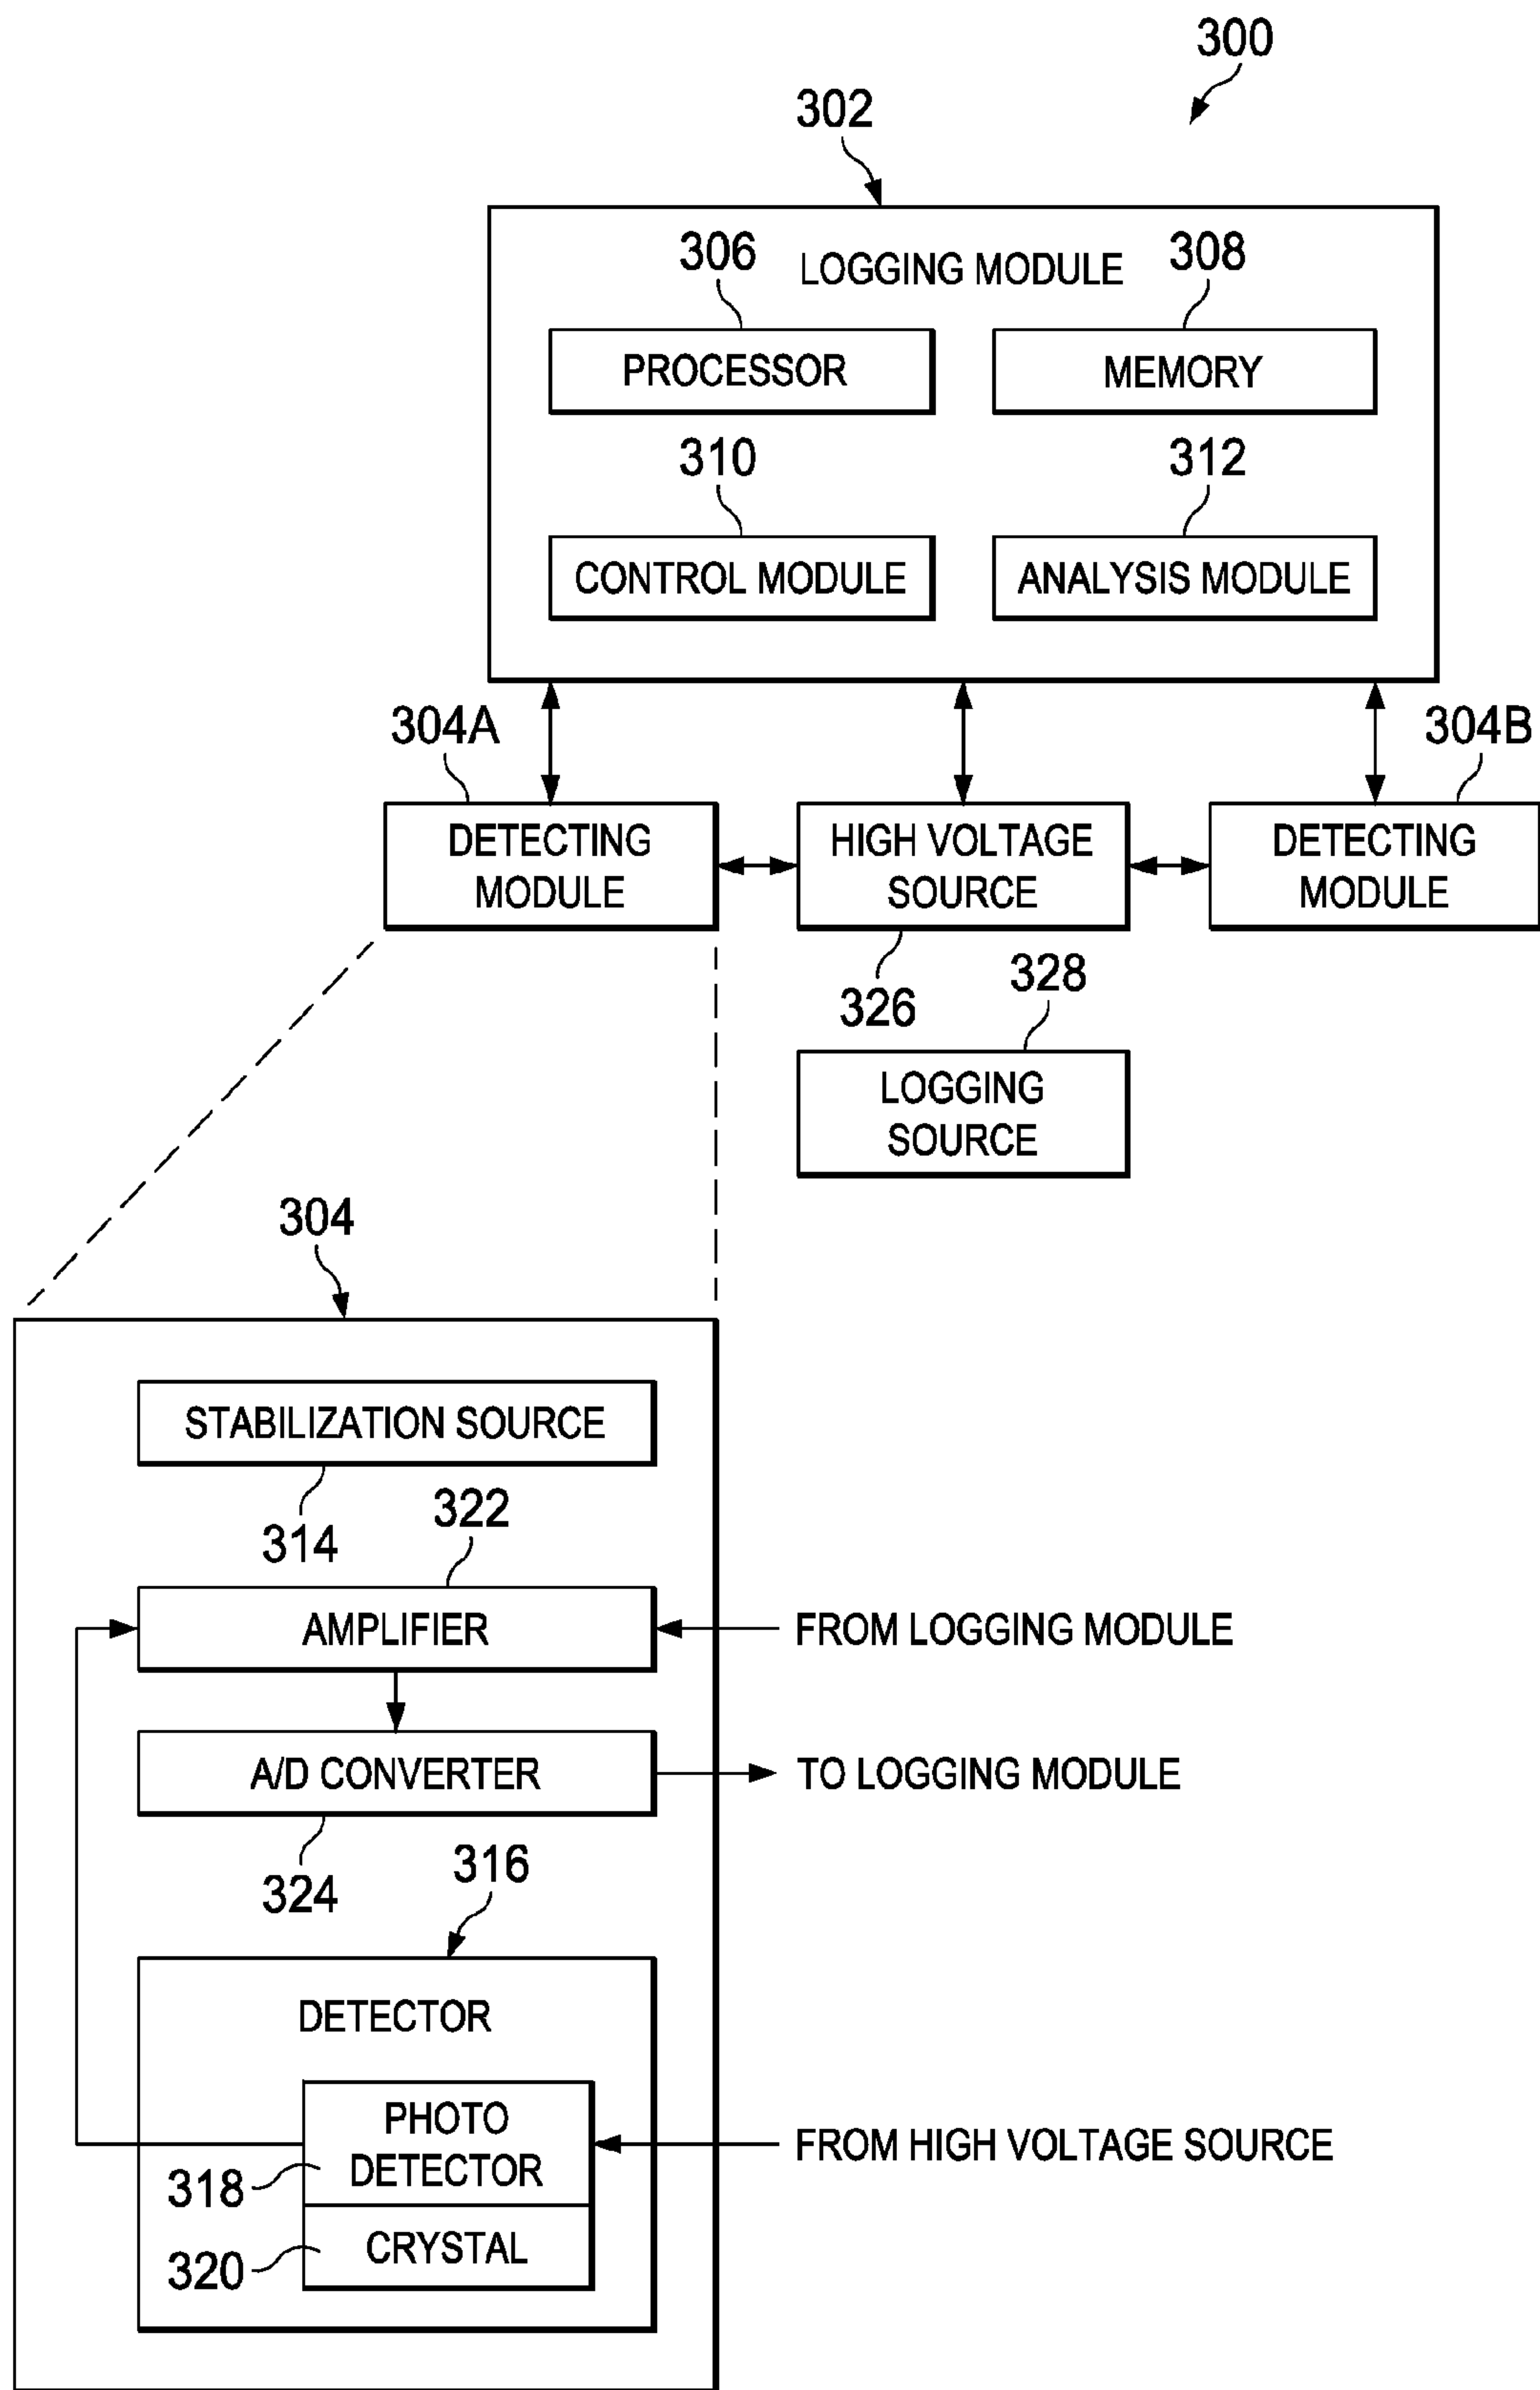 300
302
LOGGING MODULE
306
308
PROCESSOR
MEMORY
310
312
CONTROL MODULE
ANALYSIS MODULE
304A
304B
DETECTING
MODULE
HIGH VOLTAGE
SOURCE
DETECTING
MODULE
326
328
LOGGING
SOURCE
304
STABILIZATION SOURCE
314
322
AMPLIFIER
FROM LOGGING MODULE
A/D CONVERTER
TO LOGGING MODULE
324
316
DETECTOR
PHOTO
DETECTOR
FROM HIGH VOLTAGE SOURCE
318
CRYSTAL
320